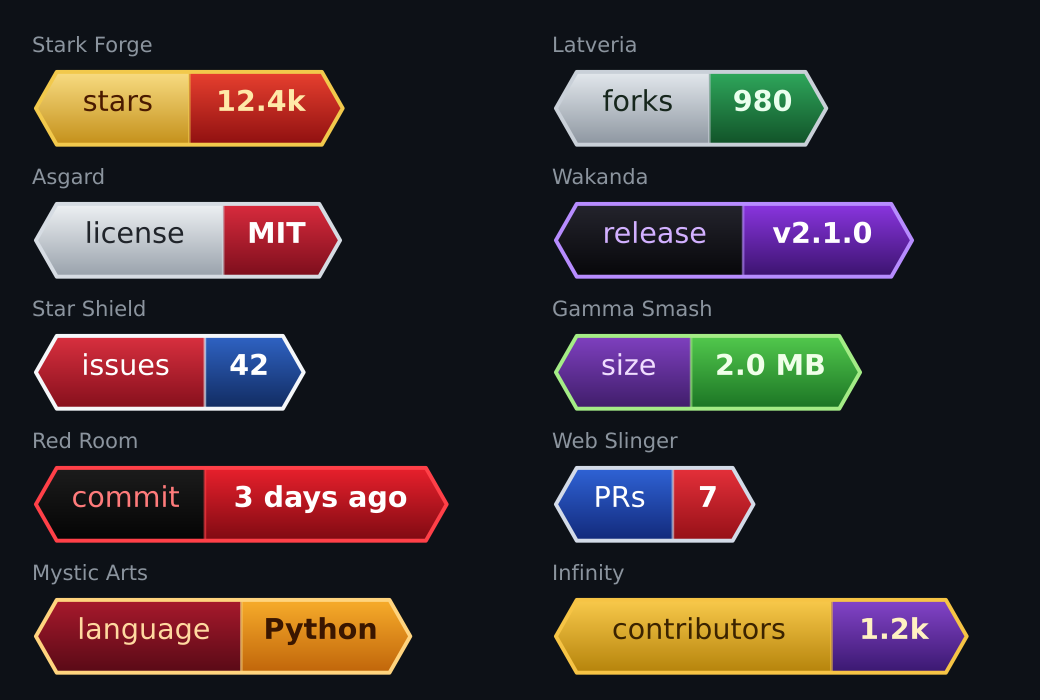 Stark Forge
stars 12.4k
Latveria
forks 980
Asgard
license MIT
Wakanda
release v2.1.0
Star Shield
issues 42
Gamma Smash
size 2.0 MB
Red Room
commit 3 days ago
Web Slinger
PRs 7
Mystic Arts
language Python
Infinity
contributors 1.2k